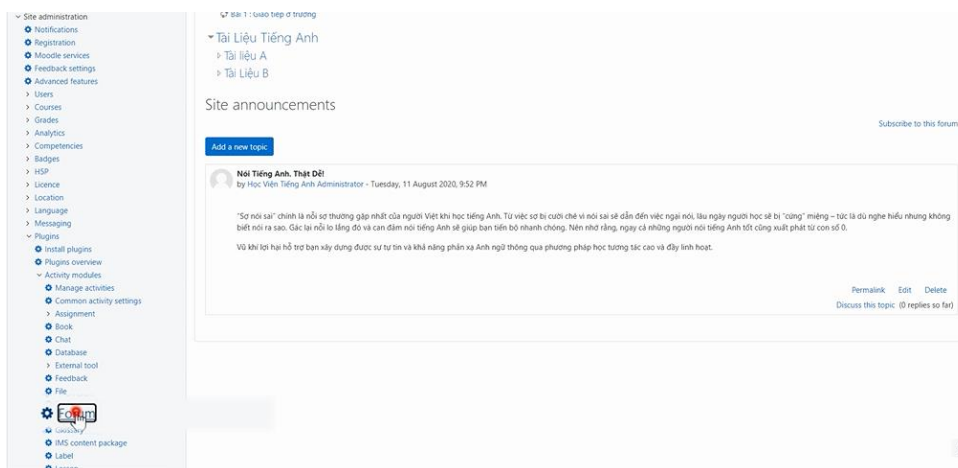 Site administration
Notifications
Registration
Moodle services
Feedback settings
Advanced features
Users
Courses
Grades
Analytics
Competencies
Badges
HSP
Licence
Location
Language
Messaging
Plugins
Install plugins
Plugins overview
Activity modules
Manage activities
Common activity settings
Assignment
Book
Chat
Database
External tool
Feedback
File
Forum
Glossary
IMS content package
Label
Lesson
Bài 1 : Giao tiếp ở trường
Tài Liệu Tiếng Anh
Tài liệu A
Tài Liệu B
Site announcements
Subscribe to this forum
Add a new topic
Nói Tiếng Anh. Thật Dễ!
by Học Viện Tiếng Anh Administrator - Tuesday, 11 August 2020, 9:52 PM
"Sợ nói sai" chính là nỗi sợ thường gặp nhất của người Việt khi học tiếng Anh. Từ việc sợ bị cười chê vì nói sai sẽ dẫn đến việc ngại nói, lâu ngày người học sẽ bị "cứng" miệng – tức là dù nghe hiểu nhưng không
biết nói ra sao. Gác lại nỗi lo lắng đó và can đảm nói tiếng Anh sẽ giúp bạn tiến bộ nhanh chóng. Nên nhớ rằng, ngay cả những người nói tiếng Anh tốt cũng xuất phát từ con số 0.
Vũ khí lợi hại hỗ trợ bạn xây dựng được sự tự tin và khả năng phản xạ Anh ngữ thông qua phương pháp học tương tác cao và đầy linh hoạt.
Permalink Edit Delete
Discuss this topic (0 replies so far)